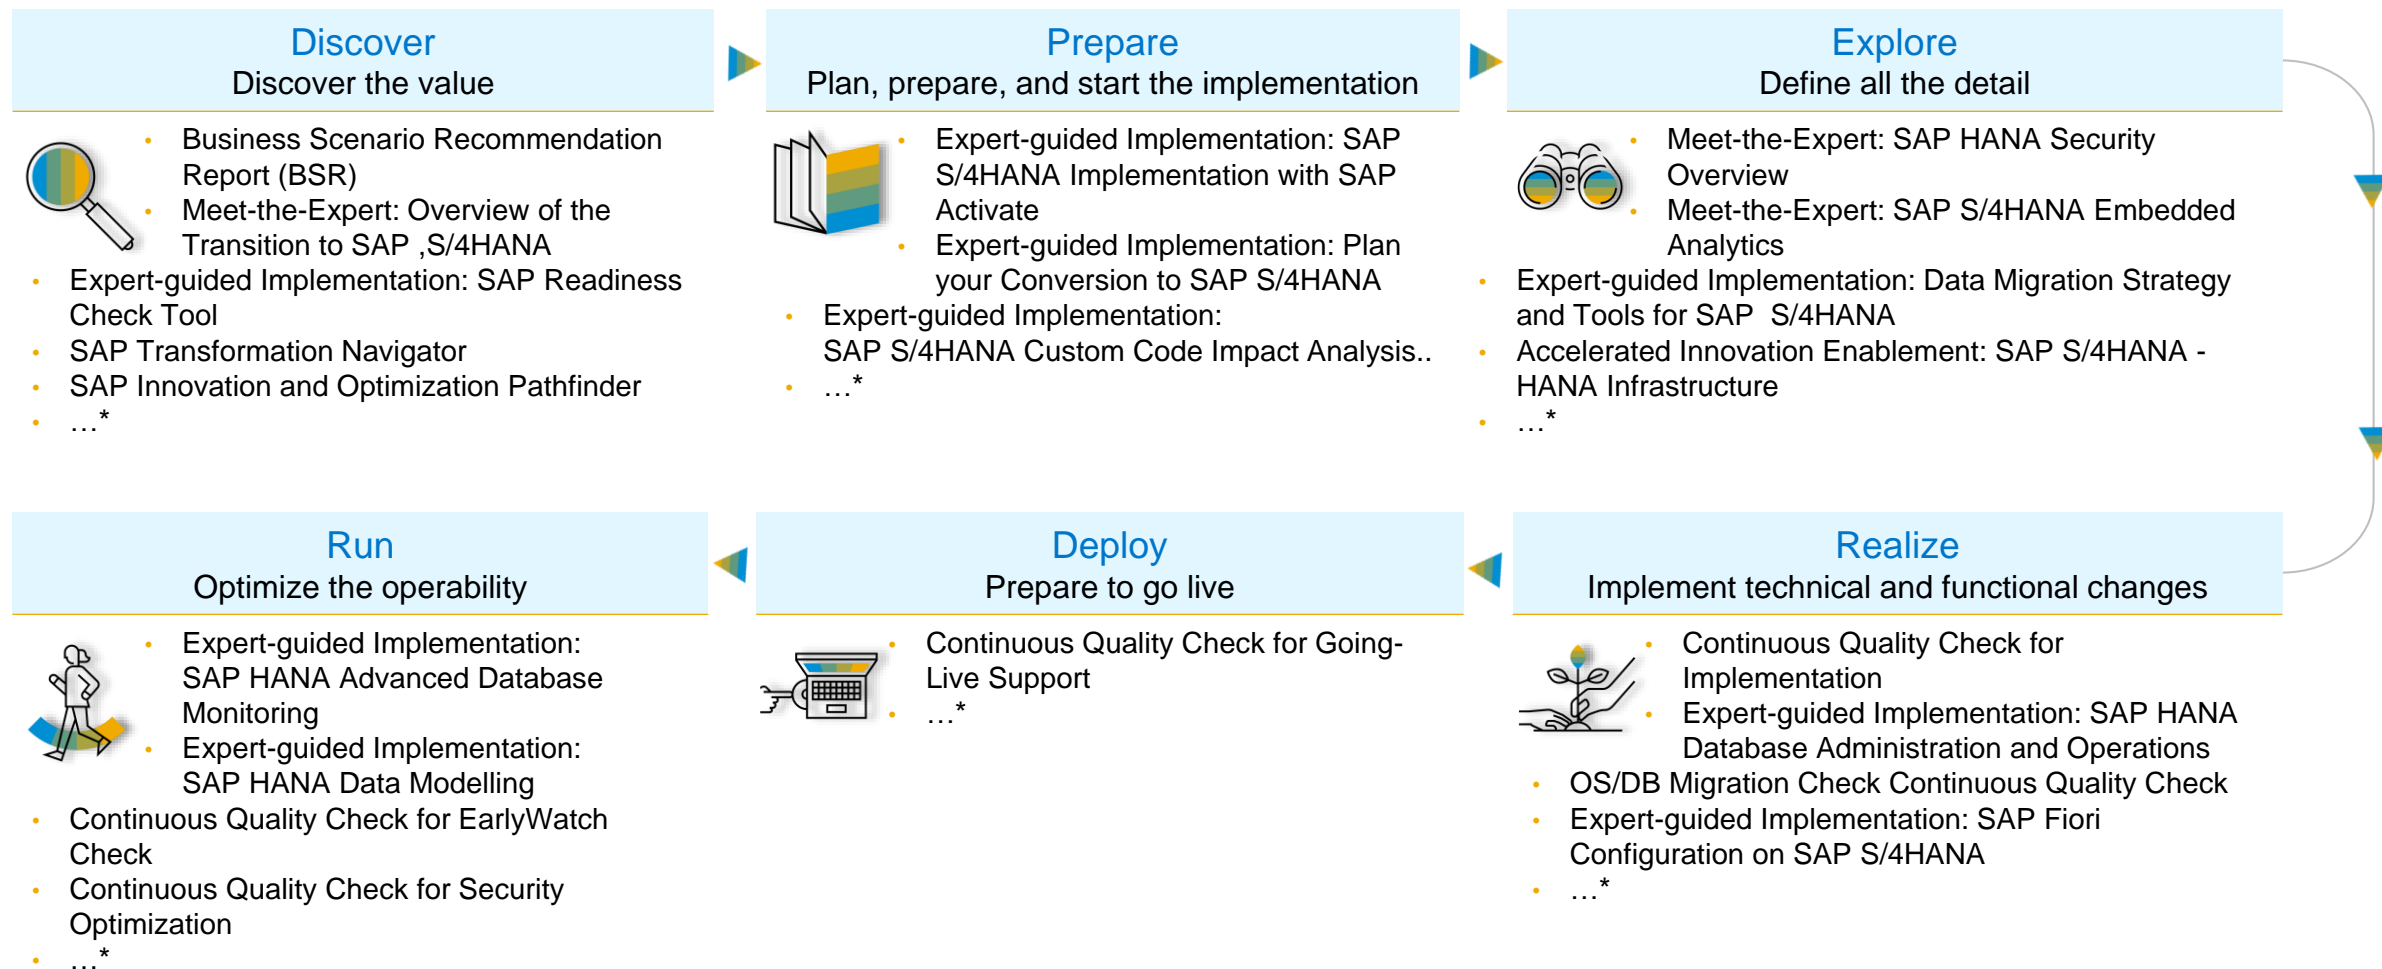 Discover
Discover the value
• Business Scenario Recommendation
Report (BSR)
• Meet-the-Expert: Overview of the
Transition to SAP ,S/4HANA
• Expert-guided Implementation: SAP Readiness
Check Tool
• SAP Transformation Navigator
• SAP Innovation and Optimization Pathfinder
• …*
Prepare
Plan, prepare, and start the implementation
• Expert-guided Implementation: SAP
S/4HANA Implementation with SAP
Activate
• Expert-guided Implementation: Plan
your Conversion to SAP S/4HANA
• Expert-guided Implementation:
SAP S/4HANA Custom Code Impact Analysis..
• …*
Explore
Define all the detail
• Meet-the-Expert: SAP HANA Security
Overview
• Meet-the-Expert: SAP S/4HANA Embedded
Analytics
• Expert-guided Implementation: Data Migration Strategy
and Tools for SAP  S/4HANA
• Accelerated Innovation Enablement: SAP S/4HANA -
HANA Infrastructure
• …*
Realize
Implement technical and functional changes
• Continuous Quality Check for
Implementation
• Expert-guided Implementation: SAP HANA
Database Administration and Operations
• OS/DB Migration Check Continuous Quality Check
• Expert-guided Implementation: SAP Fiori
Configuration on SAP S/4HANA
• …*
Deploy
Prepare to go live
• Continuous Quality Check for Going-
Live Support
• …*
Run
Optimize the operability
• Expert-guided Implementation:
SAP HANA Advanced Database
Monitoring
• Expert-guided Implementation:
SAP HANA Data Modelling
• Continuous Quality Check for EarlyWatch
Check
• Continuous Quality Check for Security
Optimization
• …*